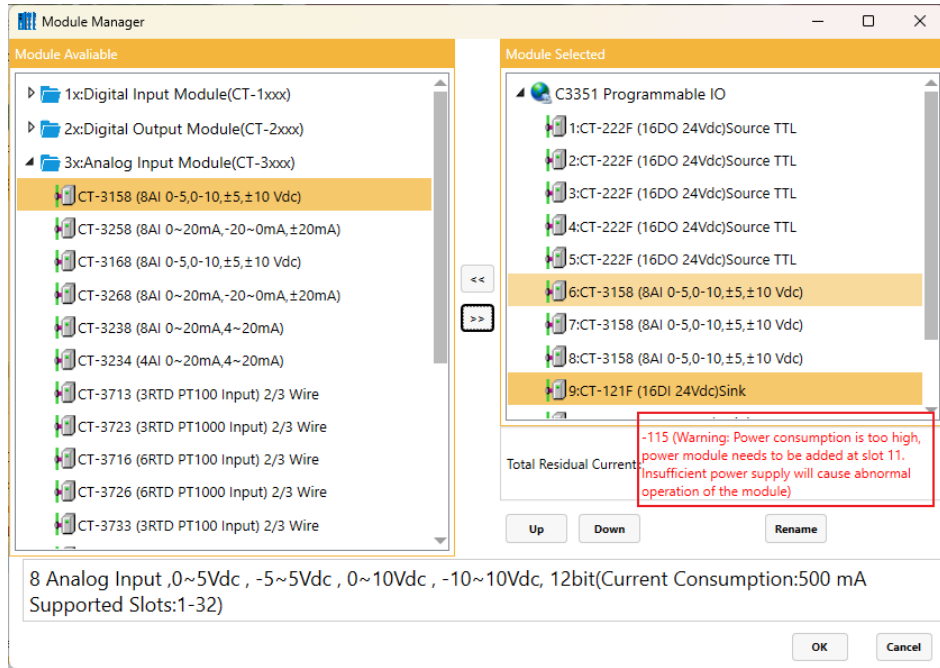 Module Manager
Module Avaliable
1x:Digital Input Module(CT-1xxx)
2x:Digital Output Module(CT-2xxx)
3x:Analog Input Module(CT-3xxx)
CT-3158 (8AI 0-5,0-10,±5,±10 Vdc)
CT-3258 (8AI 0~20mA,-20~0mA,±20mA)
CT-3168 (8AI 0-5,0-10,±5,±10 Vdc)
CT-3268 (8AI 0~20mA,-20~0mA,±20mA)
CT-3238 (8AI 0~20mA,4~20mA)
CT-3234 (4AI 0~20mA,4~20mA)
CT-3713 (3RTD PT100 Input) 2/3 Wire
CT-3723 (3RTD PT1000 Input) 2/3 Wire
CT-3716 (6RTD PT100 Input) 2/3 Wire
CT-3726 (6RTD PT1000 Input) 2/3 Wire
CT-3733 (3RTD PT100 Input) 2/3 Wire
<<
>>
Module Selected
C3351 Programmable IO
1:CT-222F (16DO 24Vdc)Source TTL
2:CT-222F (16DO 24Vdc)Source TTL
3:CT-222F (16DO 24Vdc)Source TTL
4:CT-222F (16DO 24Vdc)Source TTL
5:CT-222F (16DO 24Vdc)Source TTL
6:CT-3158 (8AI 0-5,0-10,±5,±10 Vdc)
7:CT-3158 (8AI 0-5,0-10,±5,±10 Vdc)
8:CT-3158 (8AI 0-5,0-10,±5,±10 Vdc)
9:CT-121F (16DI 24Vdc)Sink
Total Residual Current:
-115 (Warning: Power consumption is too high,
power module needs to be added at slot 11.
Insufficient power supply will cause abnormal
operation of the module)
Up
Down
Rename
8 Analog Input ,0~5Vdc , -5~5Vdc , 0~10Vdc , -10~10Vdc, 12bit(Current Consumption:500 mA
Supported Slots:1-32)
OK
Cancel